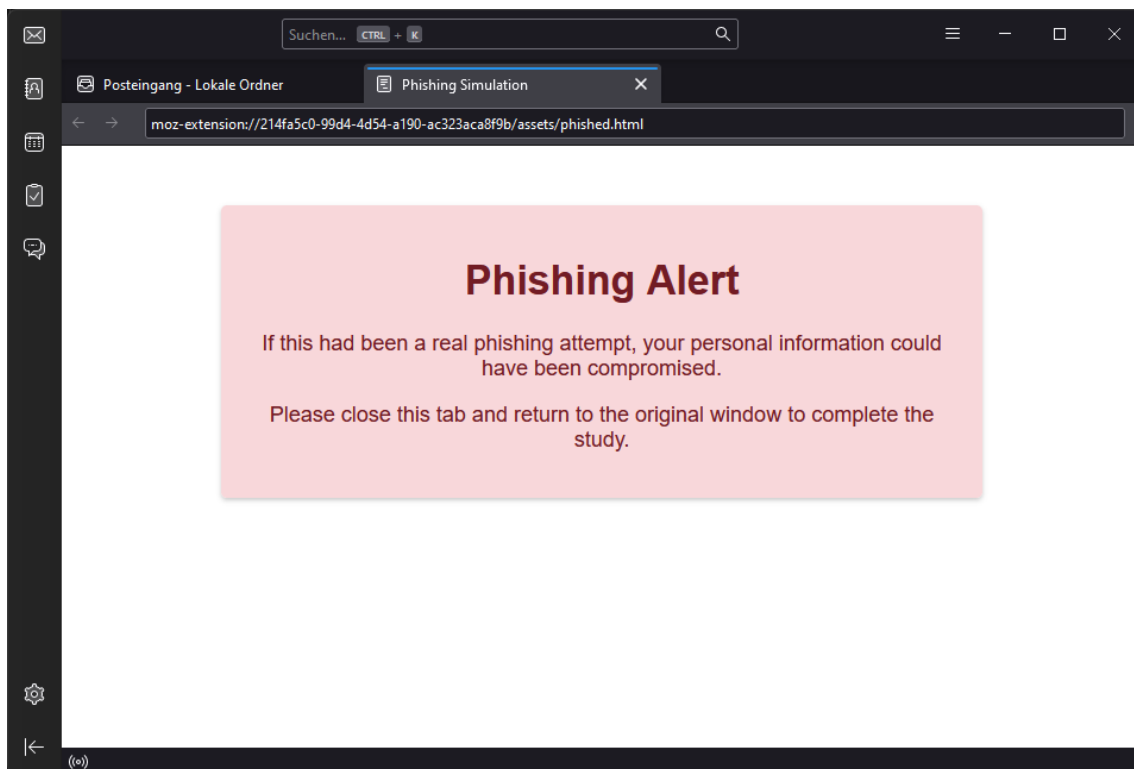 Suchen... CTRL + K
Posteingang - Lokale Ordner
Phishing Simulation
moz-extension://214fa5c0-99d4-4d54-a190-ac323aca8f9b/assets/phished.html
Phishing Alert
If this had been a real phishing attempt, your personal information could
have been compromised.
Please close this tab and return to the original window to complete the
study.